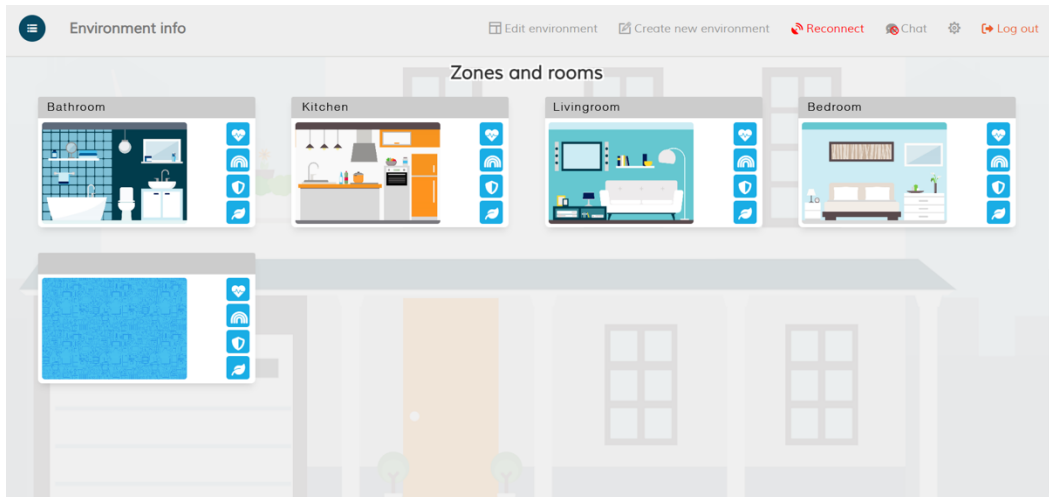 Environment info
Edit environment
Create new environment
Reconnect
Chat
Log out
Zones and rooms
Bathroom
Kitchen
Livingroom
Bedroom